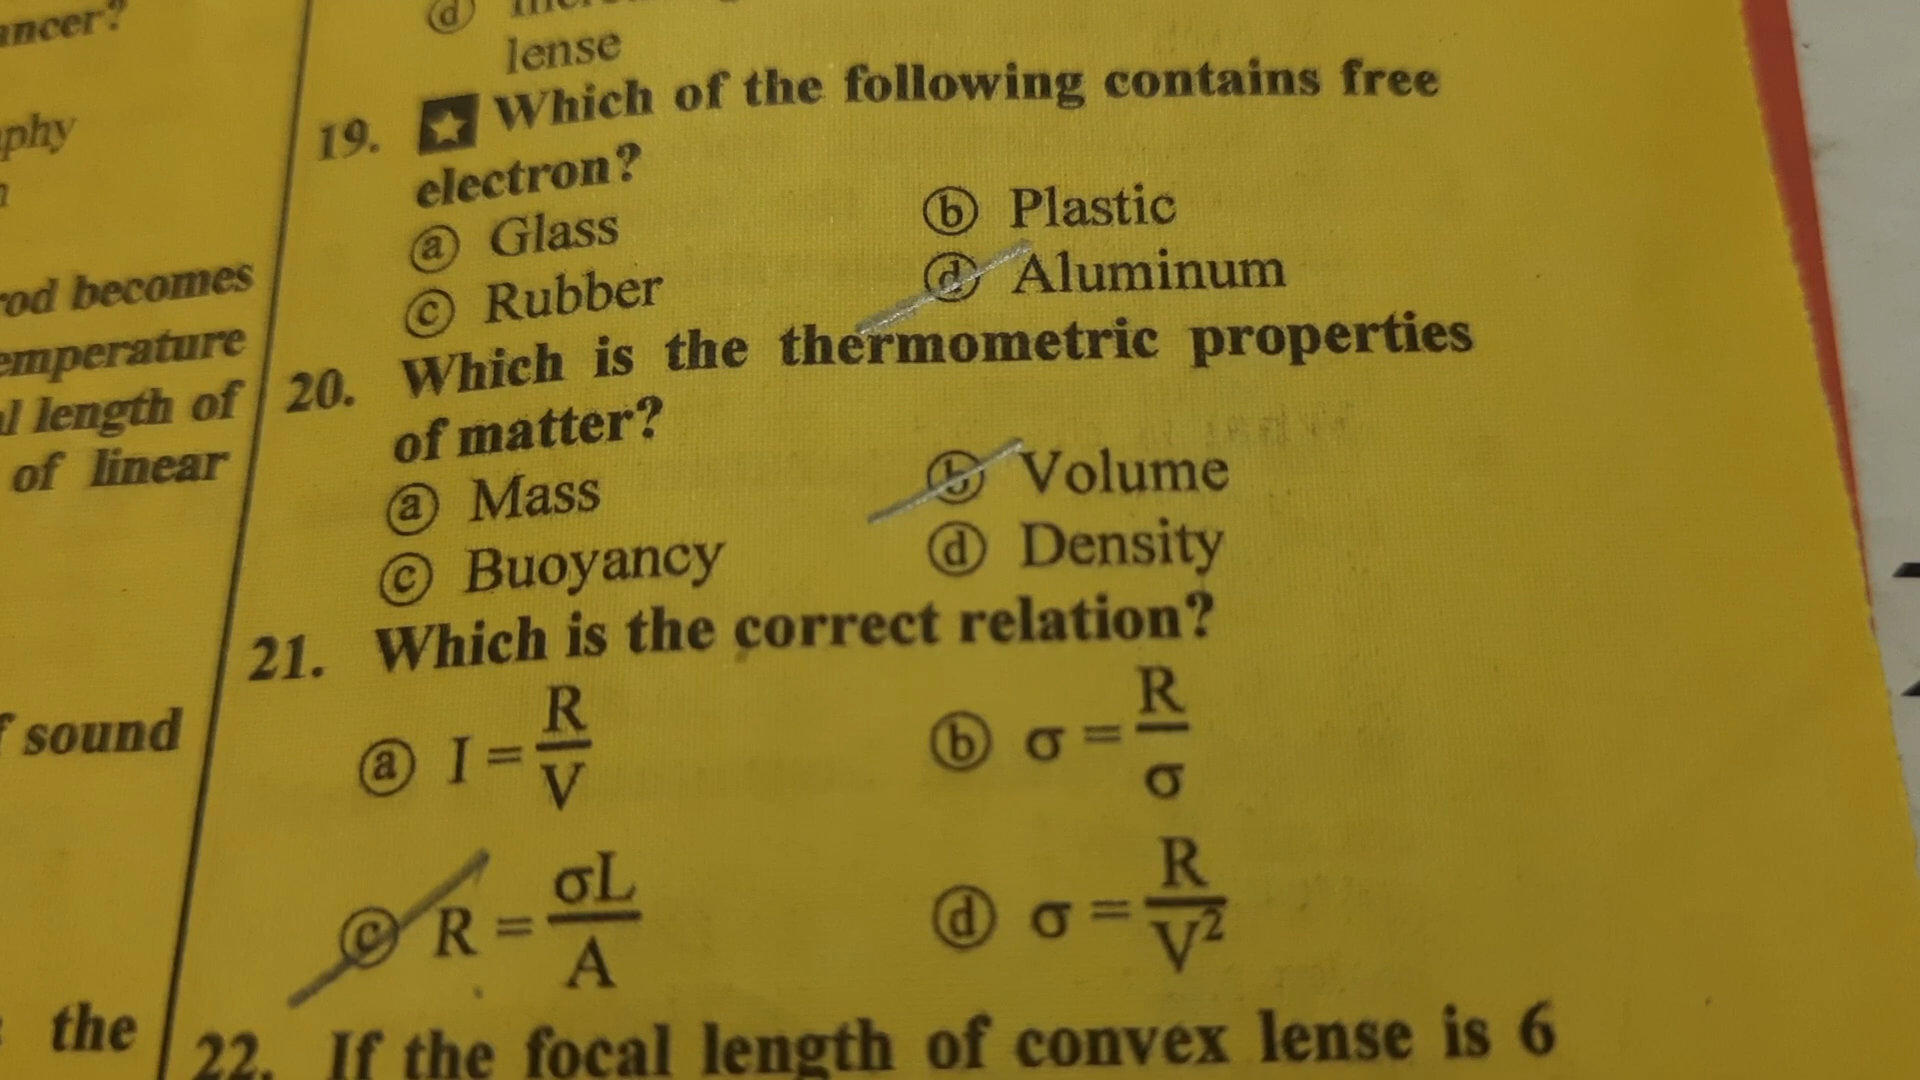 ancer?
phy
rod becomes
emperature
l length of
of linear
f sound
the
lense
19. Which of the following contains free
electron?
ⓐ Glass ⓑ Plastic
ⓒ Rubber ⓓ Aluminum
20. Which is the thermometric properties
of matter?
ⓐ Mass ⓑ Volume
ⓒ Buoyancy ⓓ Density
21. Which is the correct relation?
ⓐ I = R/V ⓑ σ = R/σ
ⓒ R = σL/A ⓓ σ = R/V²
22. If the focal length of convex lense is 6